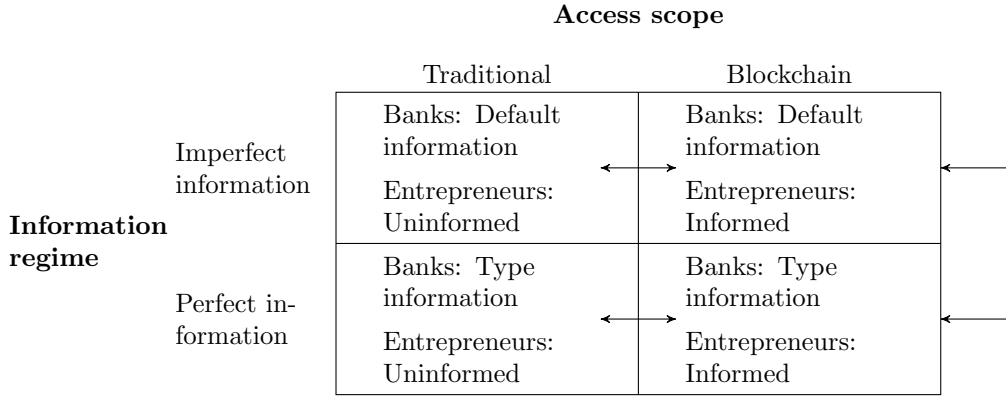 Access scope
Traditional
Blockchain
Information
regime
Imperfect
information
Banks: Default
information
Entrepreneurs:
Uninformed
Banks: Default
information
Entrepreneurs:
Informed
Perfect in-
formation
Banks: Type
information
Entrepreneurs:
Uninformed
Banks: Type
information
Entrepreneurs:
Informed